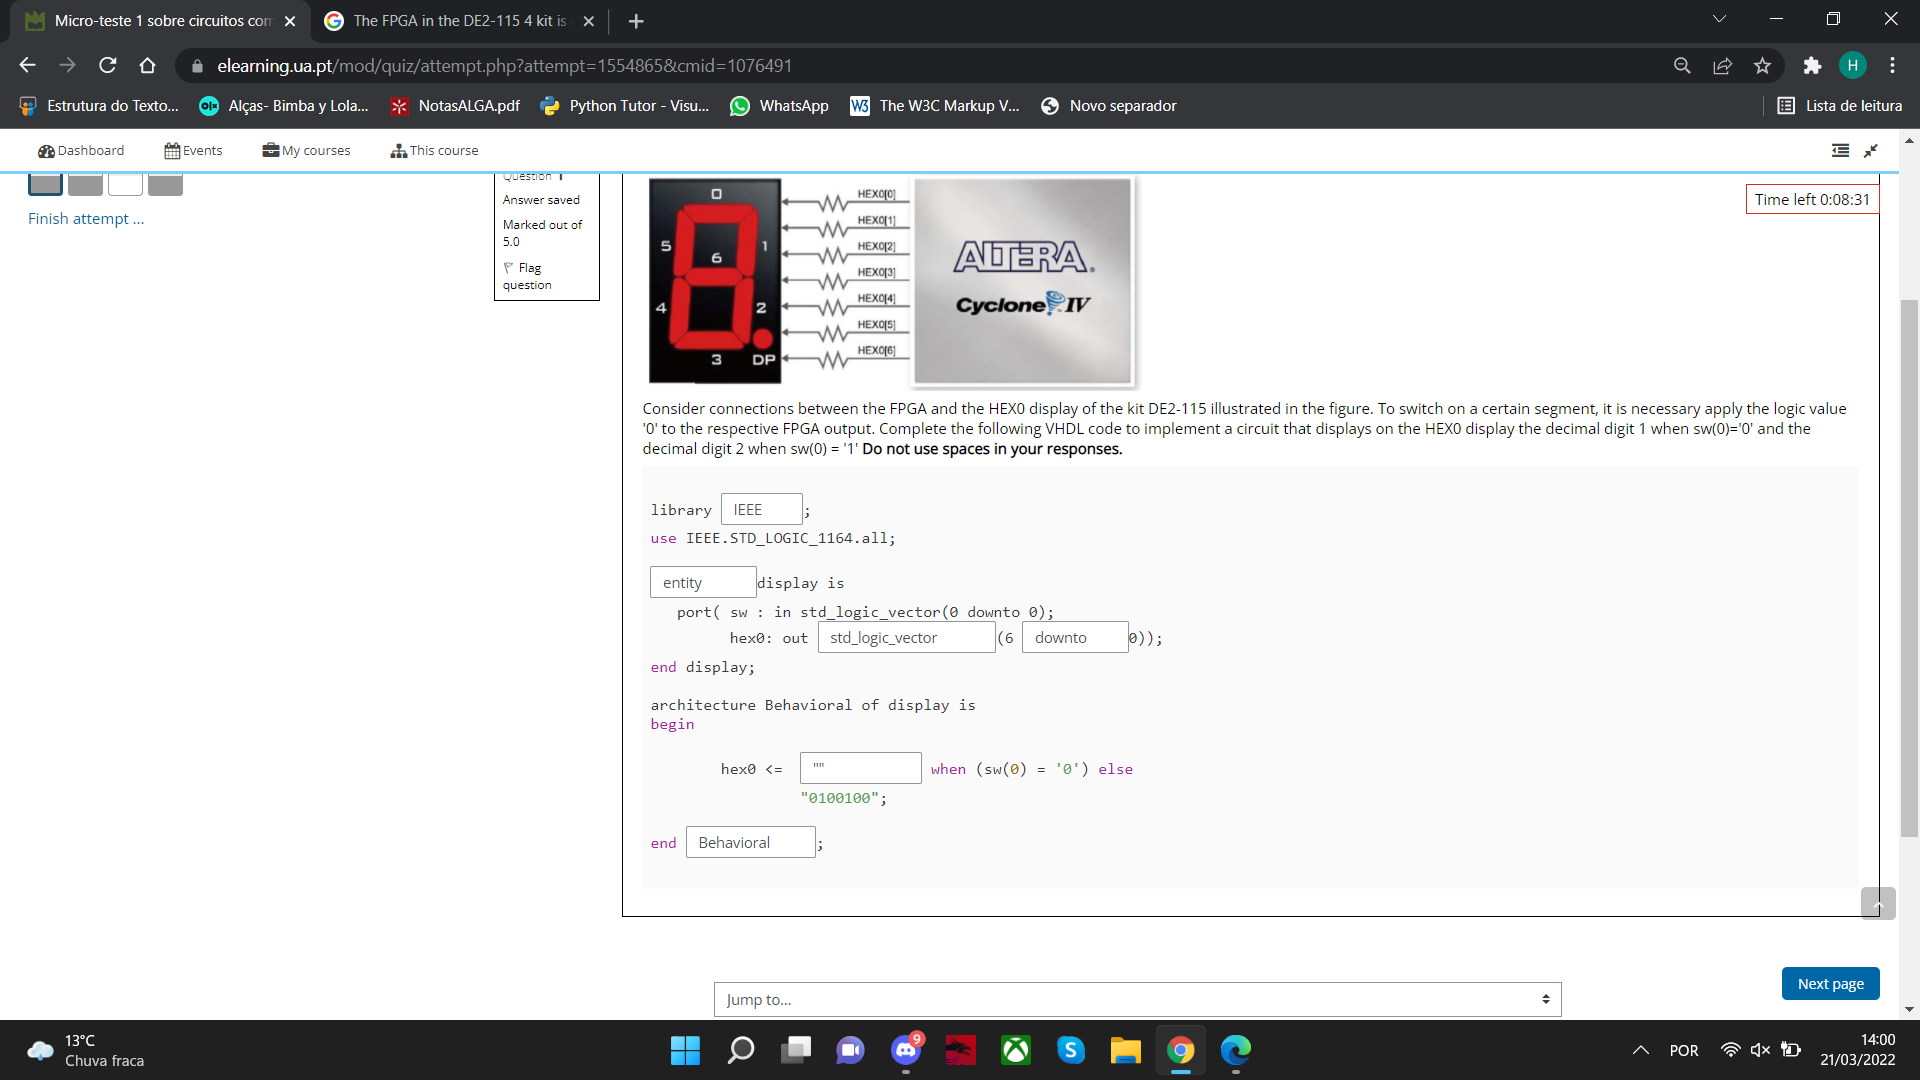 Micro-teste 1 sobre circuitos com
The FPGA in the DE2-115 4 kit is
elearning.ua.pt/mod/quiz/attempt.php?attempt=1554865&cmid=1076491
H
Estrutura do Texto...
Alças- Bimba y Lola...
NotasALGA.pdf
Python Tutor - Visu...
WhatsApp
W3 The W3C Markup V...
Novo separador
Lista de leitura
Dashboard
Events
My courses
This course
Finish attempt ...
Question 1
Answer saved
Marked out of
5.0
Flag
question
Time left 0:08:31
0
5
1
6
4
2
3
DP
HEX0[0]
HEX0[1]
HEX0[2]
HEX0[3]
HEX0[4]
HEX0[5]
HEX0[6]
ALTERA
Cyclone IV
Consider connections between the FPGA and the HEX0 display of the kit DE2-115 illustrated in the figure. To switch on a certain segment, it is necessary apply the logic value
'0' to the respective FPGA output. Complete the following VHDL code to implement a circuit that displays on the HEX0 display the decimal digit 1 when sw(0)='0' and the
decimal digit 2 when sw(0) = '1' Do not use spaces in your responses.
library IEEE ;
use IEEE.STD_LOGIC_1164.all;
entity display is
port( sw : in std_logic_vector(0 downto 0);
hex0: out std_logic_vector (6 downto 0));
end display;
architecture Behavioral of display is
begin
hex0 <= "" when (sw(0) = '0') else
"0100100";
end Behavioral ;
Next page
Jump to...
13°C
Chuva fraca
9
POR
14:00
21/03/2022